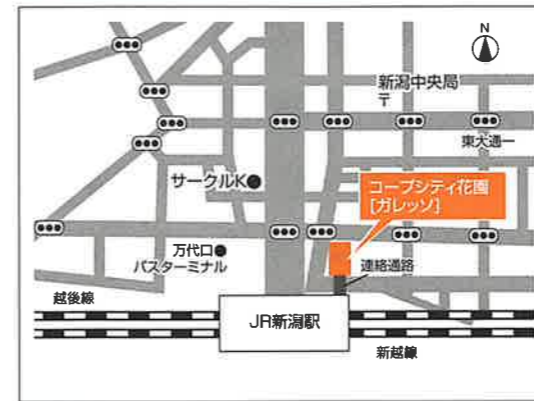 N
新潟中央局
〒
東大通一
サークルK
コープシティ花園
[ガレッソ]
万代口
バスターミナル
連絡通路
越後線
JR新潟駅
新越線